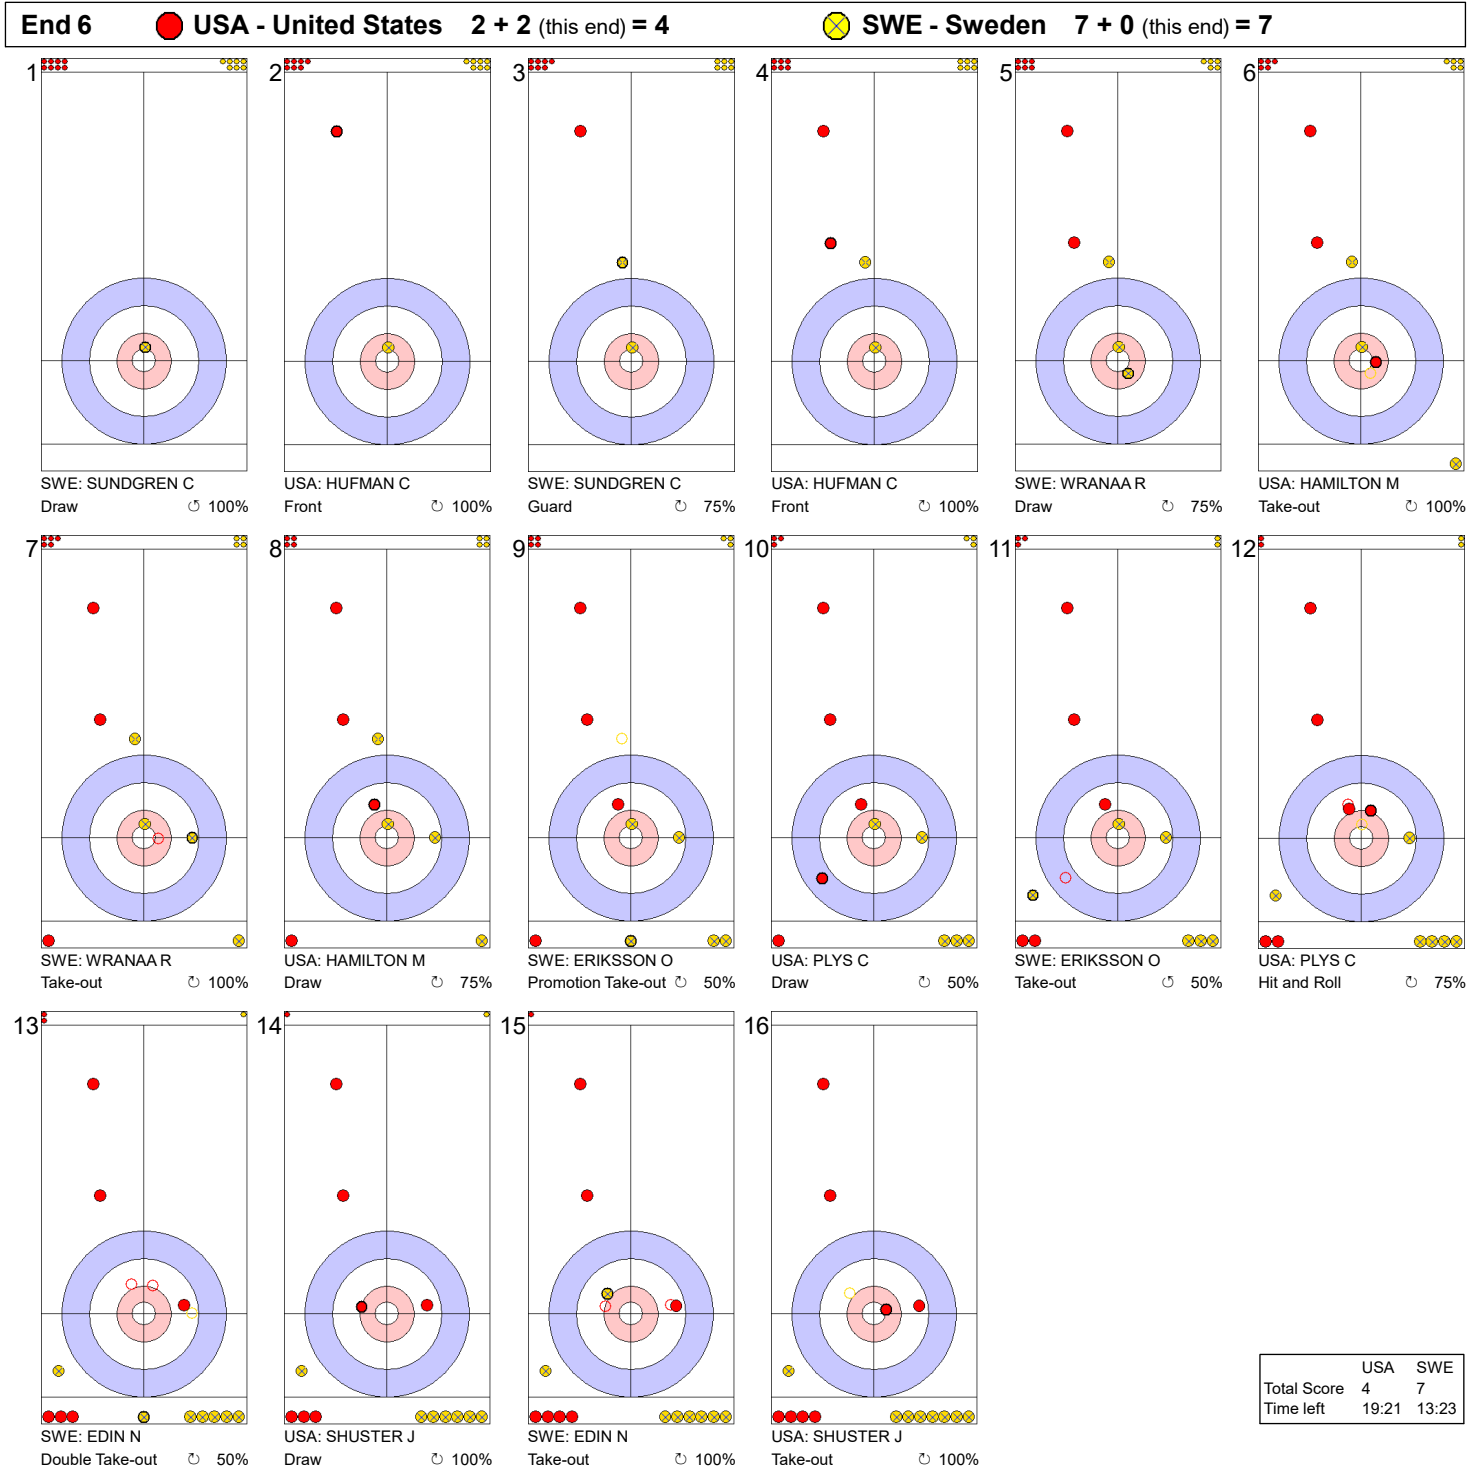 End 6 USA - United States 2 + 2 (this end) = 4 SWE - Sweden 7 + 0 (this end) = 7
1 2 3 4 5 6
SWE: SUNDGREN C USA: HUFMAN C SWE: SUNDGREN C USA: HUFMAN C SWE: WRANAA R USA: HAMILTON M
Draw ↺ 100% Front ↻ 100% Guard ↻ 75% Front ↻ 100% Draw ↻ 75% Take-out ↻ 100%
7 8 9 10 11 12
SWE: WRANAA R USA: HAMILTON M SWE: ERIKSSON O USA: PLYS C SWE: ERIKSSON O USA: PLYS C
Take-out ↻ 100% Draw ↻ 75% Promotion Take-out ↻ 50% Draw ↻ 50% Take-out ↺ 50% Hit and Roll ↻ 75%
13 14 15 16
SWE: EDIN N USA: SHUSTER J SWE: EDIN N USA: SHUSTER J
Double Take-out ↻ 50% Draw ↻ 100% Take-out ↻ 100% Take-out ↻ 100%
USA SWE
Total Score 4 7
Time left 19:21 13:23